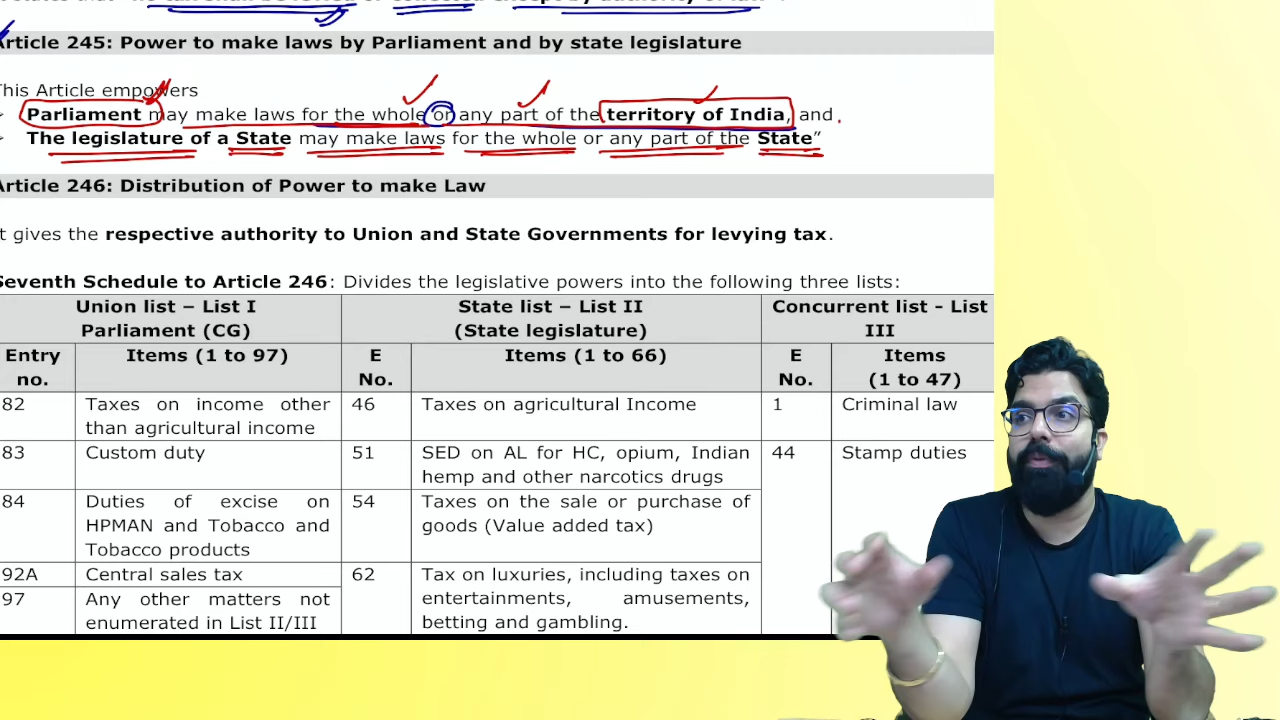 Article 245: Power to make laws by Parliament and by state legislature
This Article empowers
Parliament may make laws for the whole or any part of the territory of India, and
The legislature of a State may make laws for the whole or any part of the State”
Article 246: Distribution of Power to make Law
It gives the respective authority to Union and State Governments for levying tax.
Seventh Schedule to Article 246: Divides the legislative powers into the following three lists:
Union list – List I
Parliament (CG)
State list – List II
(State legislature)
Concurrent list - List
III
Entry
no.
Items (1 to 97)
E
No.
Items (1 to 66)
E
No.
Items
(1 to 47)
82
Taxes on income other
than agricultural income
46
Taxes on agricultural Income
1
Criminal law
83
Custom duty
51
SED on AL for HC, opium, Indian
hemp and other narcotics drugs
44
Stamp duties
84
Duties of excise on
HPMAN and Tobacco and
Tobacco products
54
Taxes on the sale or purchase of
goods (Value added tax)
92A
Central sales tax
62
Tax on luxuries, including taxes on
entertainments, amusements,
betting and gambling.
97
Any other matters not
enumerated in List II/III